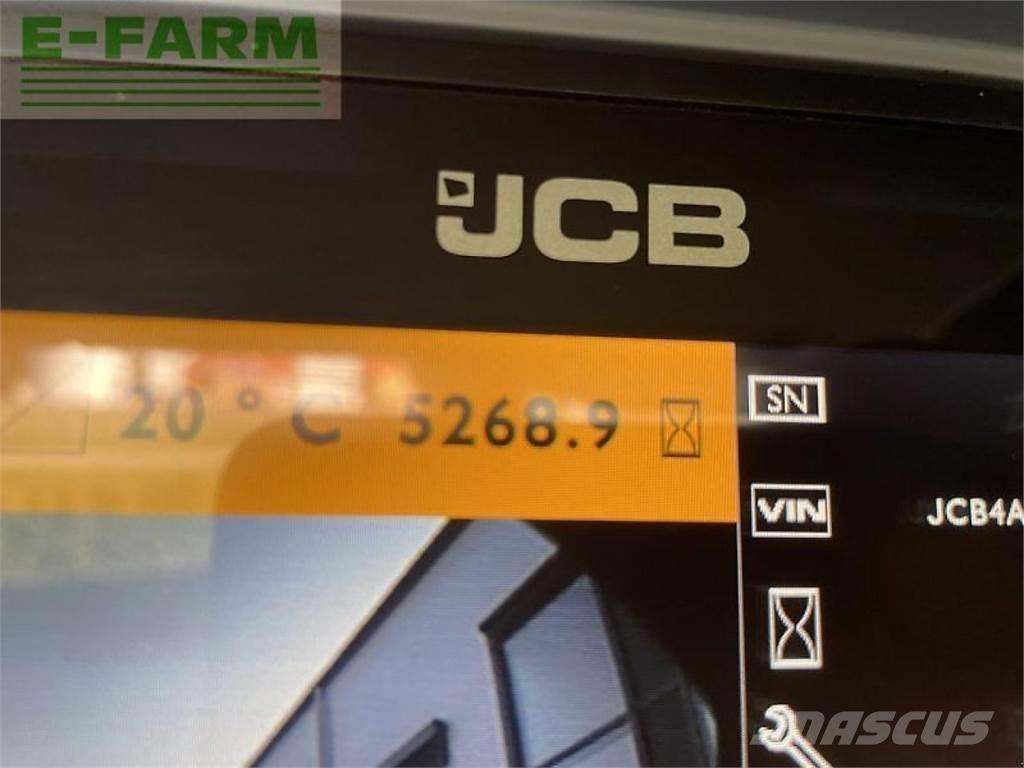 E-FARM
JCB
20 °C 5268.9
SN
VIN JCB4A
MASCUS